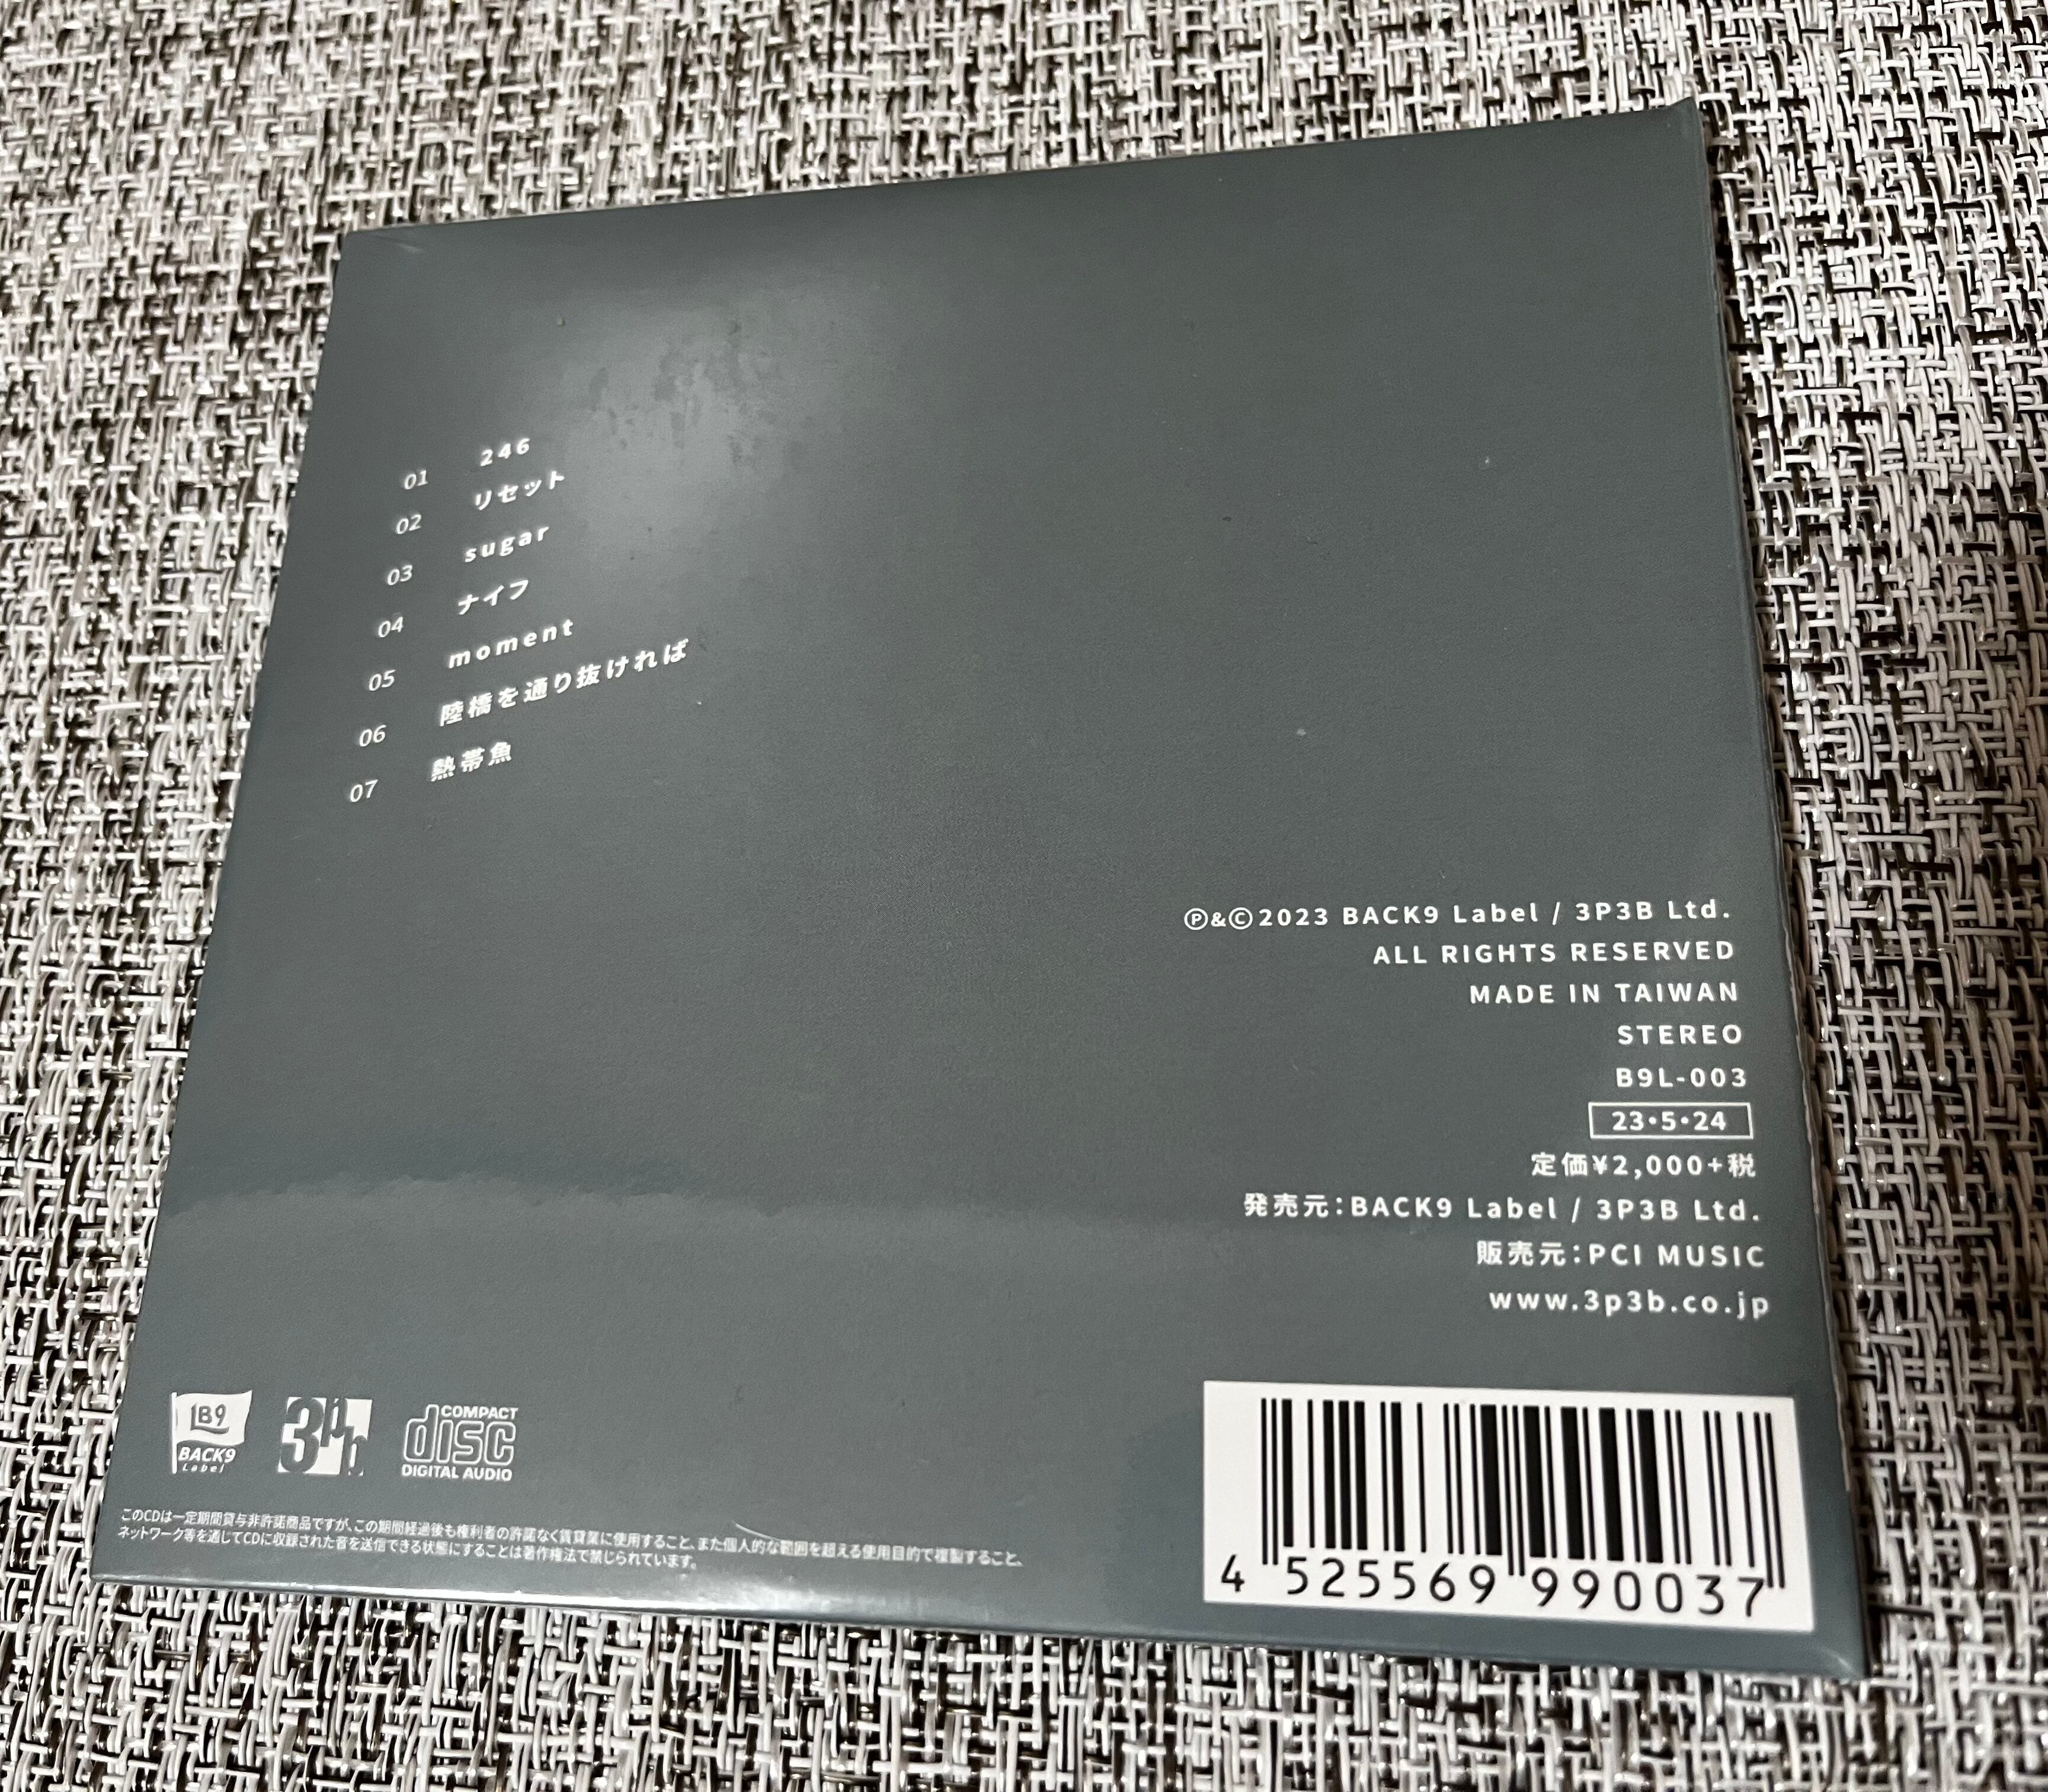 01 246
02 リセット
03 sugar
04 ナイフ
05 moment
06 陸橋を通り抜ければ
07 熱帯魚
Ⓟ&Ⓒ2023 BACK9 Label / 3P3B Ltd.
ALL RIGHTS RESERVED
MADE IN TAIWAN
STEREO
B9L-003
23•5•24
定価¥2,000+税
発売元:BACK9 Label / 3P3B Ltd.
販売元:PCI MUSIC
www.3p3b.co.jp
LB9
BACK9
Label
3pb
COMPACT
disc
DIGITAL AUDIO
このCDは一定期間貸与非許諾商品ですが、この期間経過後も権利者の許諾なく賃貸業に使用すること、また個人的な範囲を超える使用目的で複製すること、
ネットワーク等を通じてCDに収録された音を送信できる状態にすることは著作権法で禁じられています。
4 525569 990037